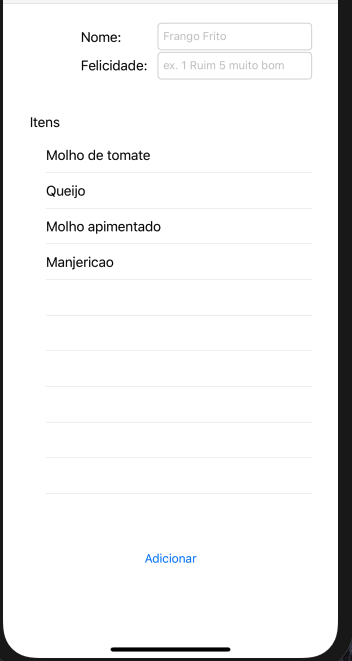 Nome: Frango Frito
Felicidade: ex. 1 Ruim 5 muito bom
Itens
Molho de tomate
Queijo
Molho apimentado
Manjericao
Adicionar